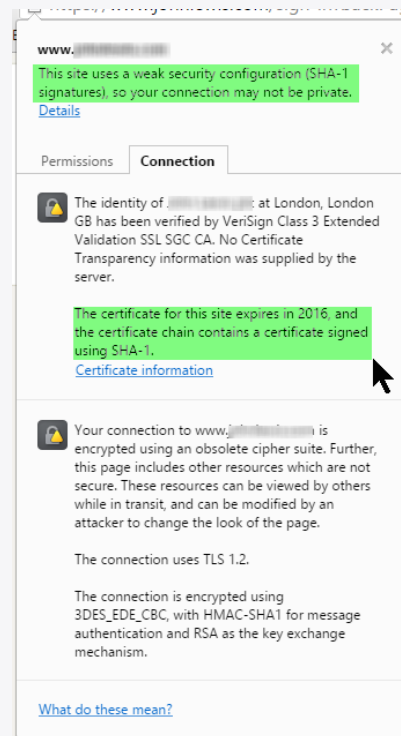 www.
This site uses a weak security configuration (SHA-1
signatures), so your connection may not be private.
Details
Permissions
Connection
The identity of at London, London
GB has been verified by VeriSign Class 3 Extended
Validation SSL SGC CA. No Certificate
Transparency information was supplied by the
server.
The certificate for this site expires in 2016, and
the certificate chain contains a certificate signed
using SHA-1.
Certificate information
Your connection to www. is
encrypted using an obsolete cipher suite. Further,
this page includes other resources which are not
secure. These resources can be viewed by others
while in transit, and can be modified by an
attacker to change the look of the page.
The connection uses TLS 1.2.
The connection is encrypted using
3DES_EDE_CBC, with HMAC-SHA1 for message
authentication and RSA as the key exchange
mechanism.
What do these mean?